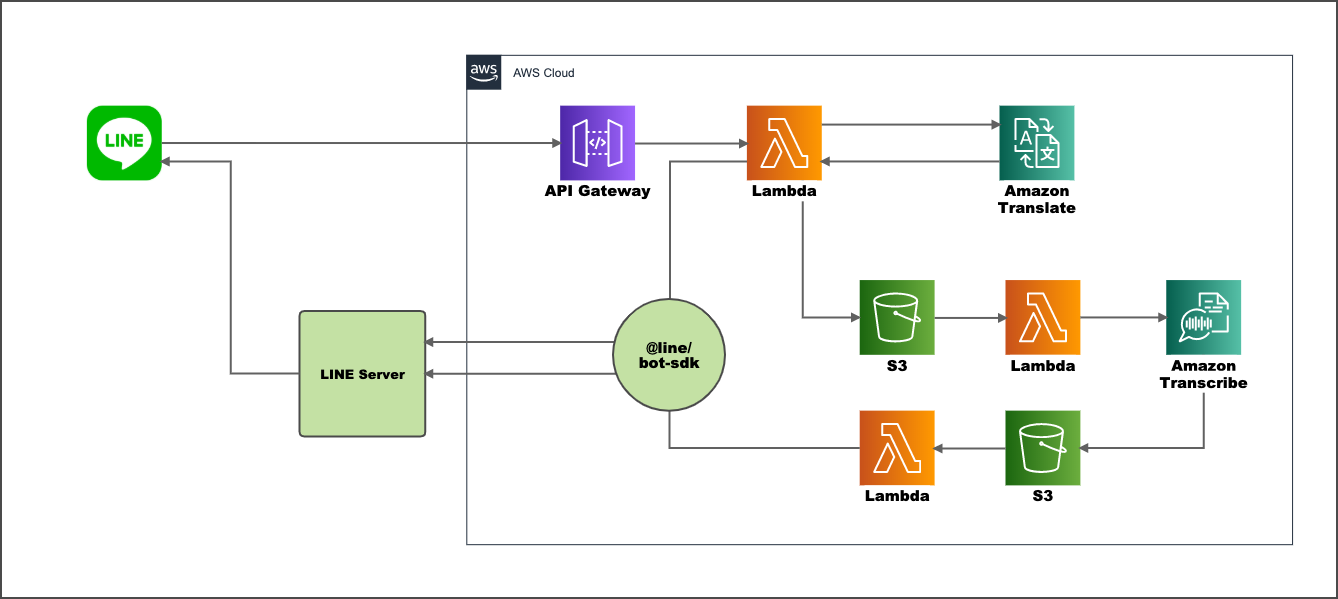 aws
AWS Cloud
LINE
</>
A
文
API Gateway
Lambda
Amazon
Translate
@line/
bot-sdk
LINE Server
S3
Lambda
Amazon
Transcribe
Lambda
S3